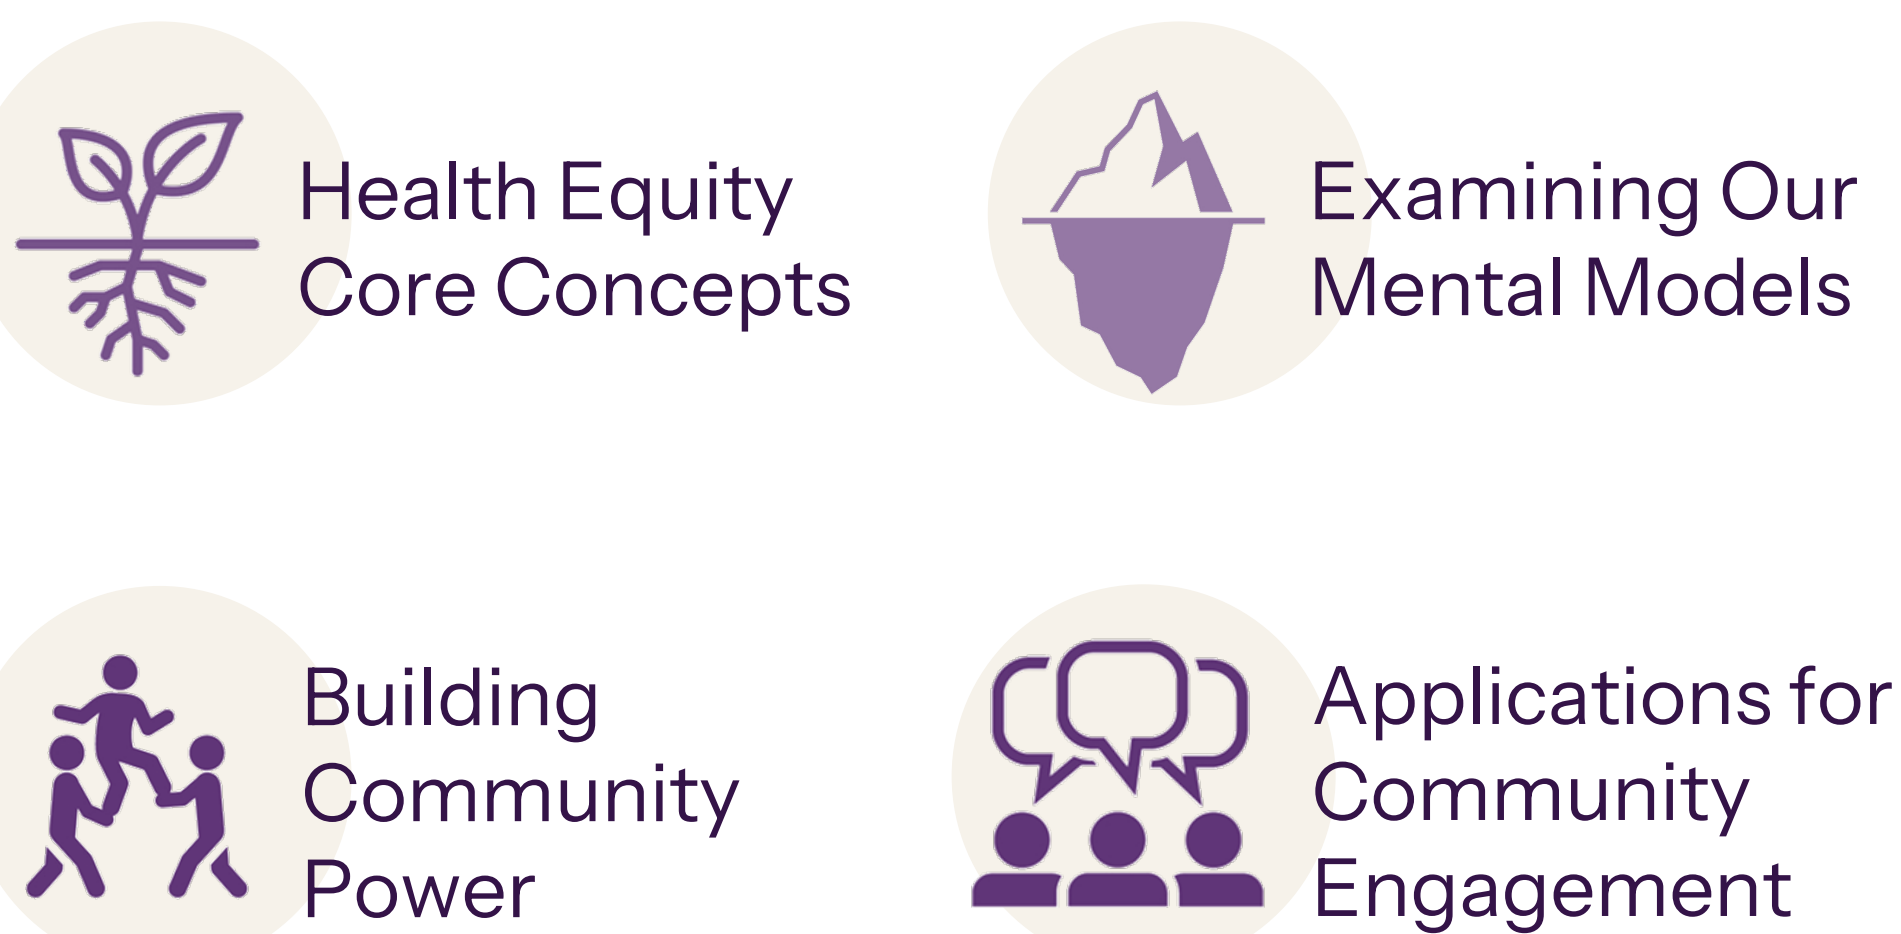 Health Equity
Core Concepts
Examining Our
Mental Models
Building
Community
Power
Applications for
Community
Engagement